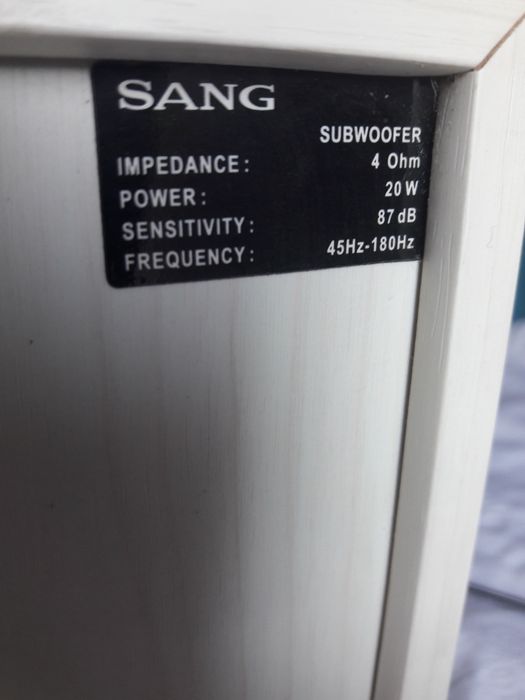 SANG
SUBWOOFER
IMPEDANCE: 4 Ohm
POWER: 20 W
SENSITIVITY: 87 dB
FREQUENCY: 45Hz-180Hz